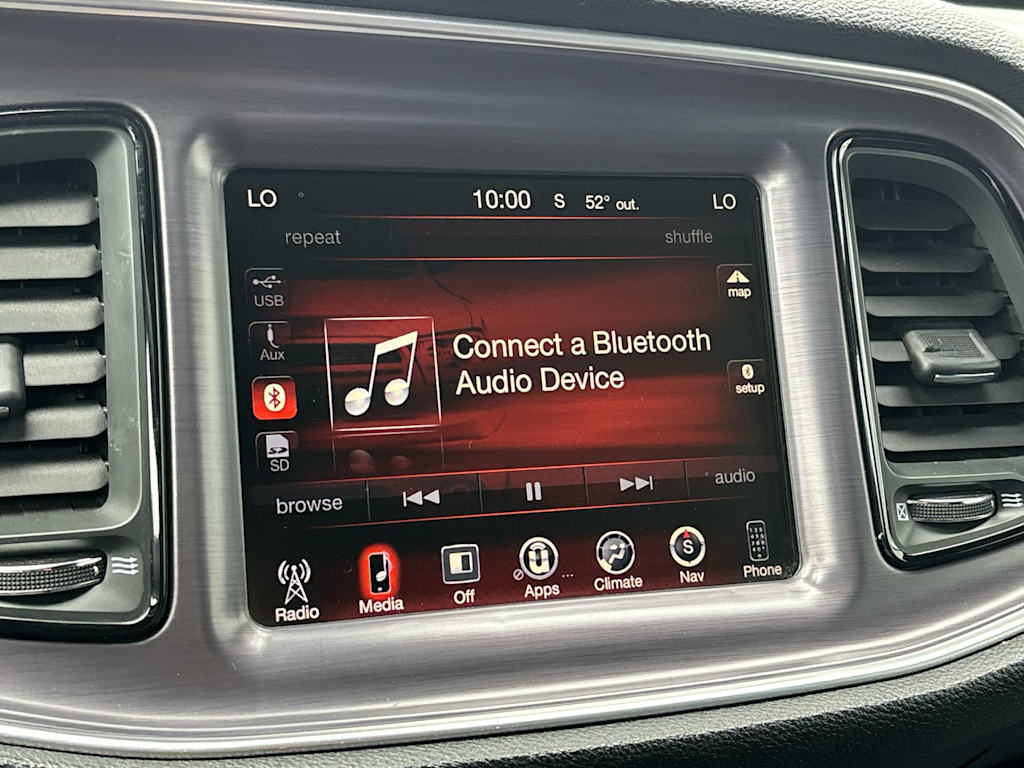 LO 10:00 S 52° out. LO
repeat shuffle
USB
map
Aux
Connect a Bluetooth
Audio Device
setup
SD
browse audio
Radio Media Off Apps ... Climate S Nav Phone